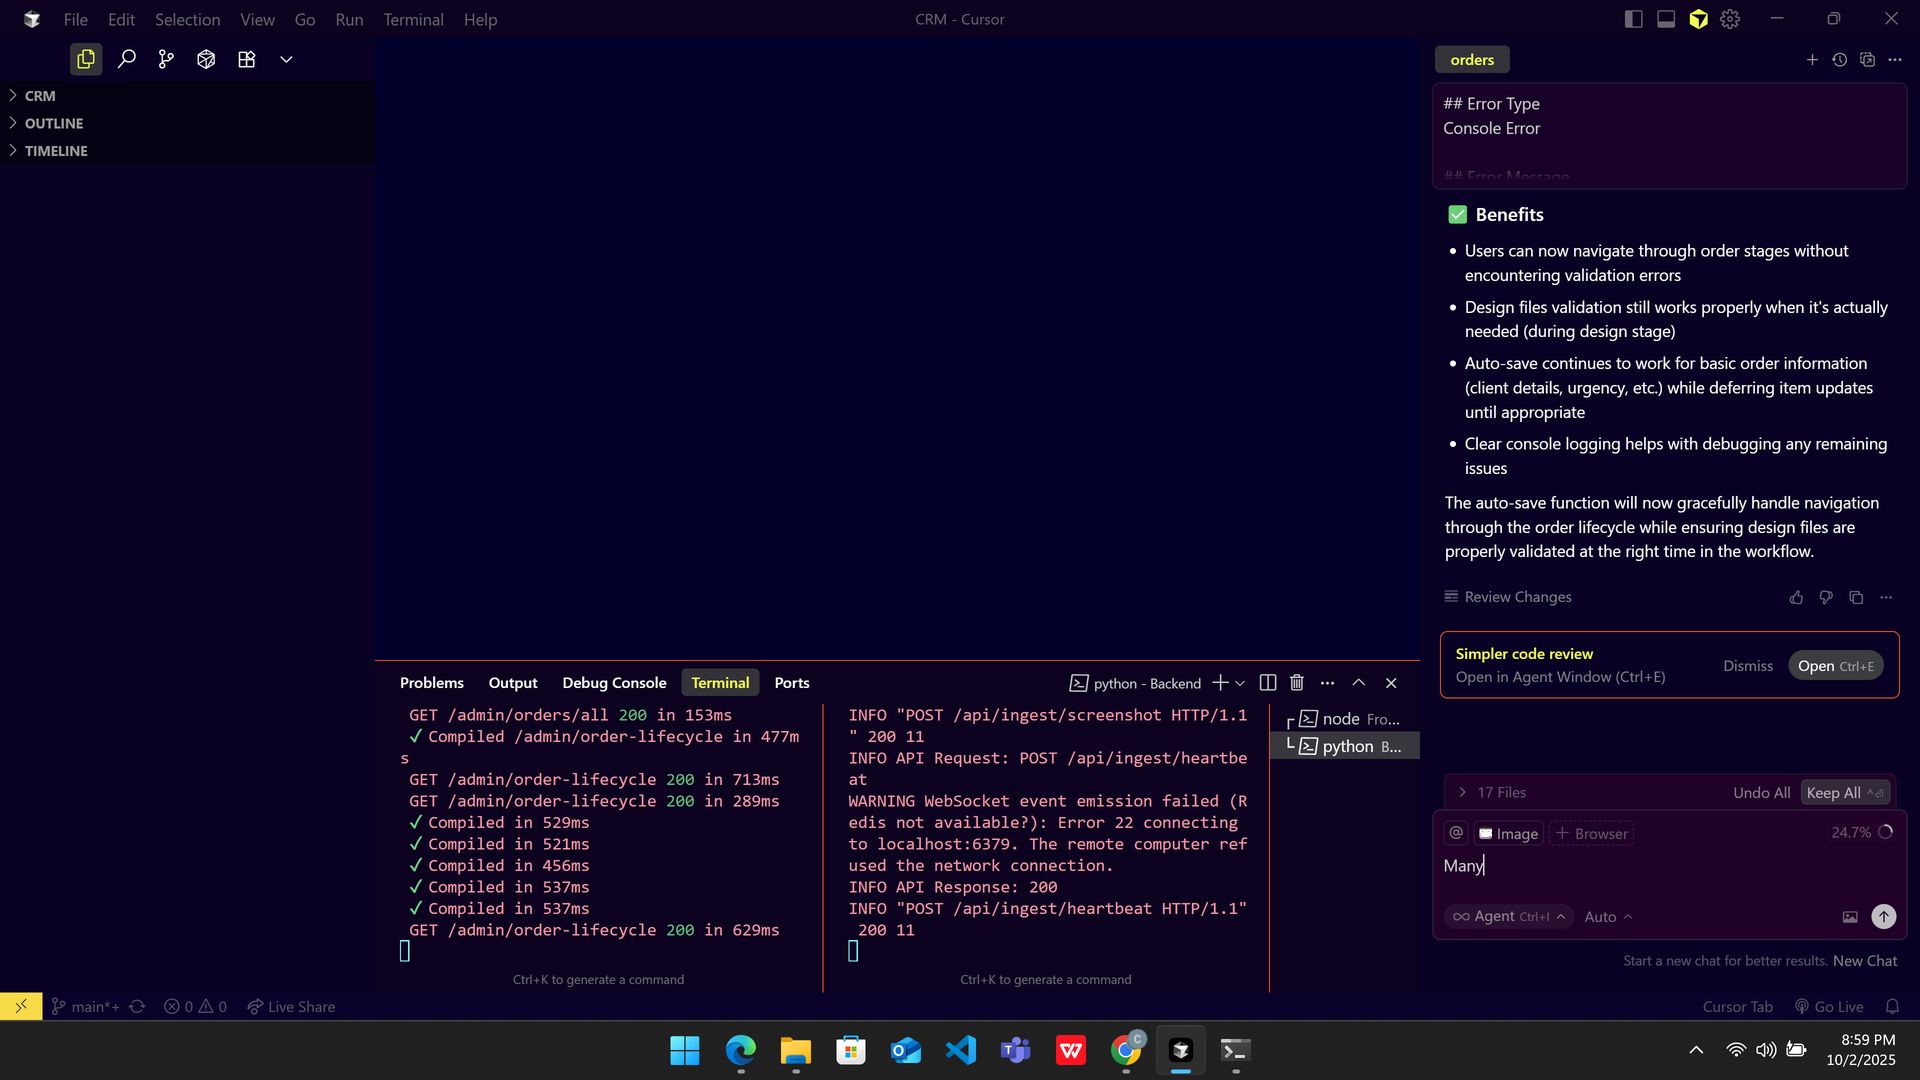 File Edit Selection View Go Run Terminal Help
CRM - Cursor
CRM
OUTLINE
TIMELINE
orders
## Error Type
Console Error
## Error Message
✅ Benefits
• Users can now navigate through order stages without
encountering validation errors
• Design files validation still works properly when it's actually
needed (during design stage)
• Auto-save continues to work for basic order information
(client details, urgency, etc.) while deferring item updates
until appropriate
• Clear console logging helps with debugging any remaining
issues
The auto-save function will now gracefully handle navigation
through the order lifecycle while ensuring design files are
properly validated at the right time in the workflow.
Review Changes
Simpler code review
Open in Agent Window (Ctrl+E)
Dismiss
Open Ctrl+E
17 Files
Undo All
Keep All
@ Image + Browser
24.7%
Many
∞ Agent Ctrl+I
Auto
Start a new chat for better results. New Chat
Problems Output Debug Console Terminal Ports
python - Backend
GET /admin/orders/all 200 in 153ms
✓ Compiled /admin/order-lifecycle in 477m
s
GET /admin/order-lifecycle 200 in 713ms
GET /admin/order-lifecycle 200 in 289ms
✓ Compiled in 529ms
✓ Compiled in 521ms
✓ Compiled in 456ms
✓ Compiled in 537ms
✓ Compiled in 537ms
GET /admin/order-lifecycle 200 in 629ms
Ctrl+K to generate a command
INFO "POST /api/ingest/screenshot HTTP/1.1
" 200 11
INFO API Request: POST /api/ingest/heartbe
at
WARNING WebSocket event emission failed (R
edis not available?): Error 22 connecting
to localhost:6379. The remote computer ref
used the network connection.
INFO API Response: 200
INFO "POST /api/ingest/heartbeat HTTP/1.1"
200 11
Ctrl+K to generate a command
node Fro...
python B...
main*+
0
0
Live Share
Cursor Tab
Go Live
8:59 PM
10/2/2025